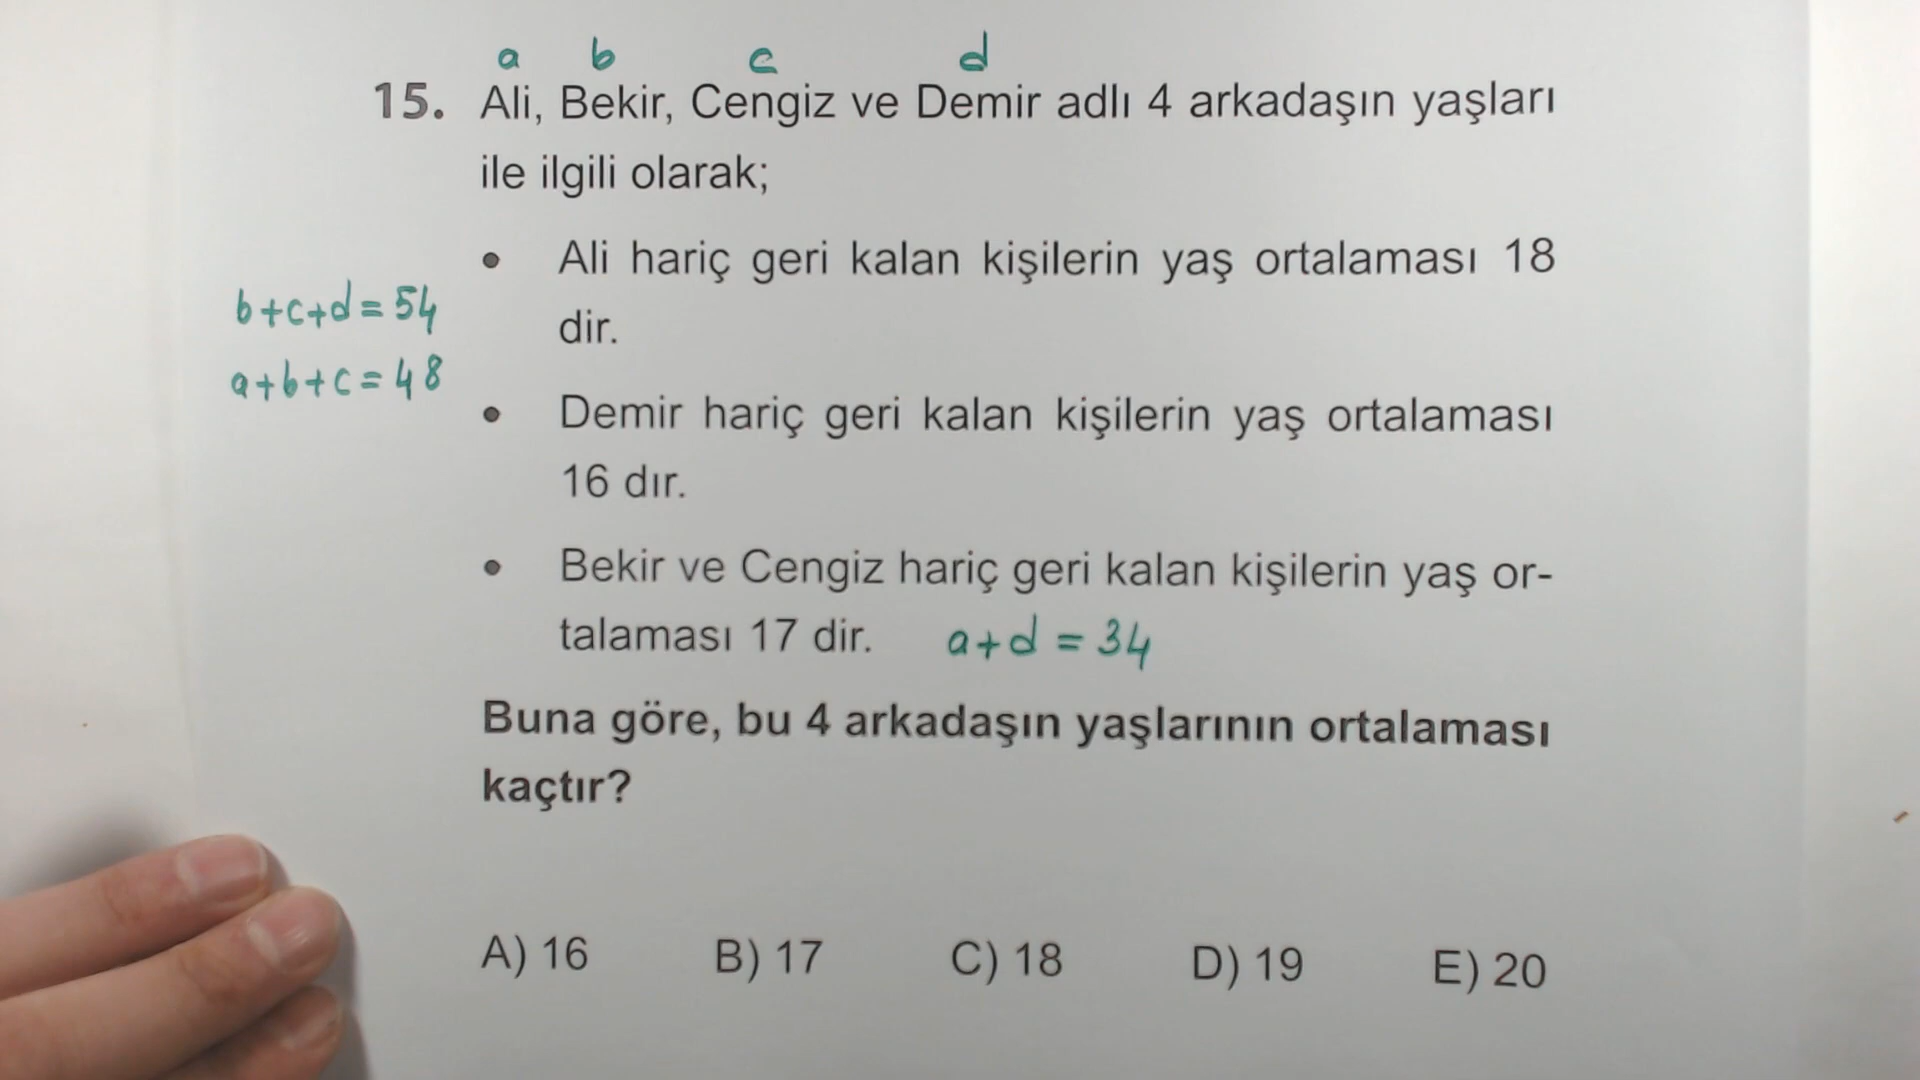 a b c d
15. Ali, Bekir, Cengiz ve Demir adlı 4 arkadaşın yaşları
ile ilgili olarak;
• Ali hariç geri kalan kişilerin yaş ortalaması 18
dir.
b+c+d=54
a+b+c=48
• Demir hariç geri kalan kişilerin yaş ortalaması
16 dır.
• Bekir ve Cengiz hariç geri kalan kişilerin yaş or-
talaması 17 dir. a+d = 34
Buna göre, bu 4 arkadaşın yaşlarının ortalaması
kaçtır?
A) 16 B) 17 C) 18 D) 19 E) 20